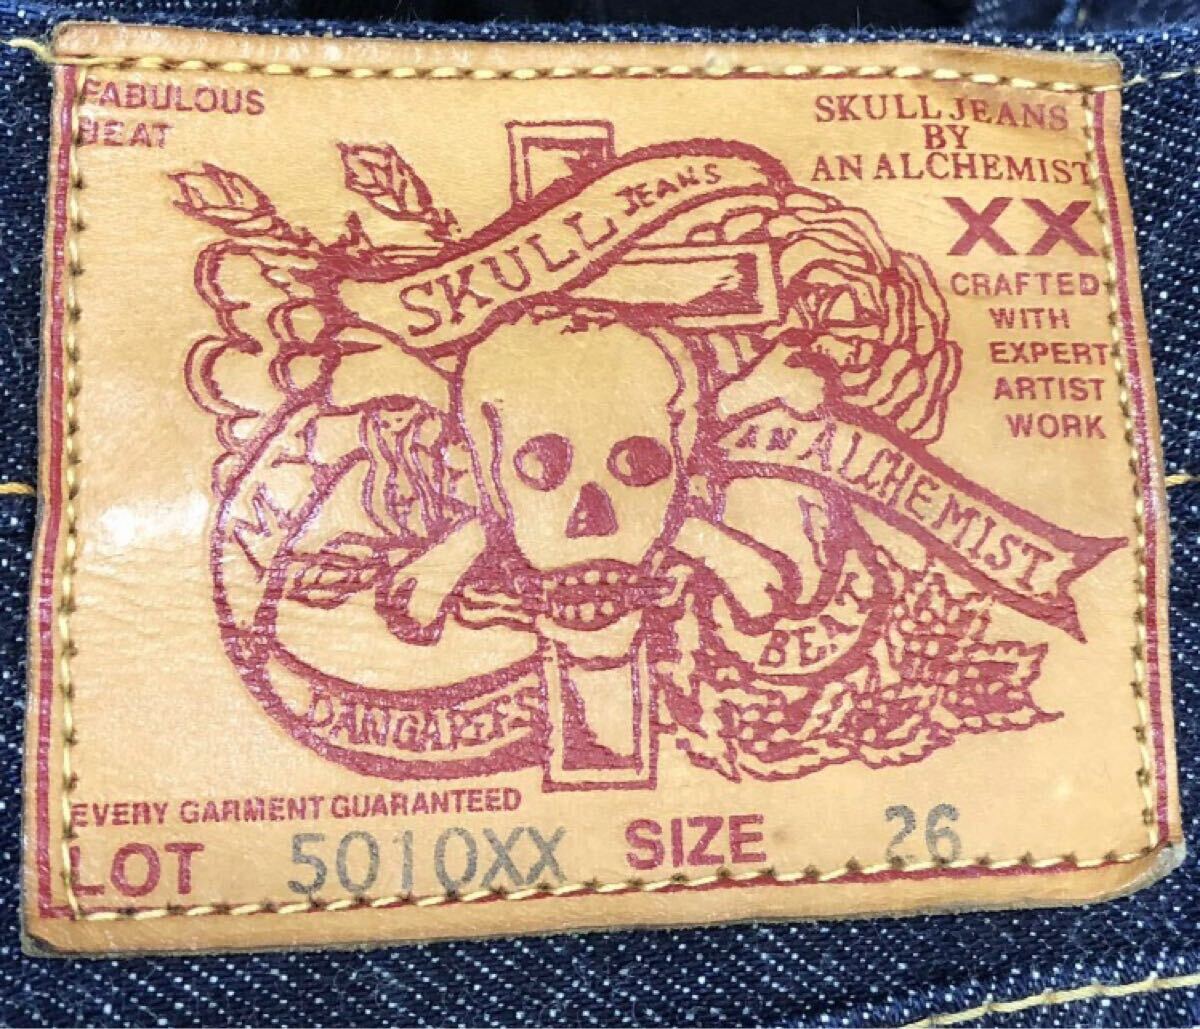 FABULOUS
BEAT
SKULL JEANS
BY
AN ALCHEMIST
XX
CRAFTED
WITH
EXPERT
ARTIST
WORK
SKULL JEANS
AN ALCHEMIST
BEAT
DANGAREES
EVERY GARMENT GUARANTEED
LOT 5010XX SIZE 26